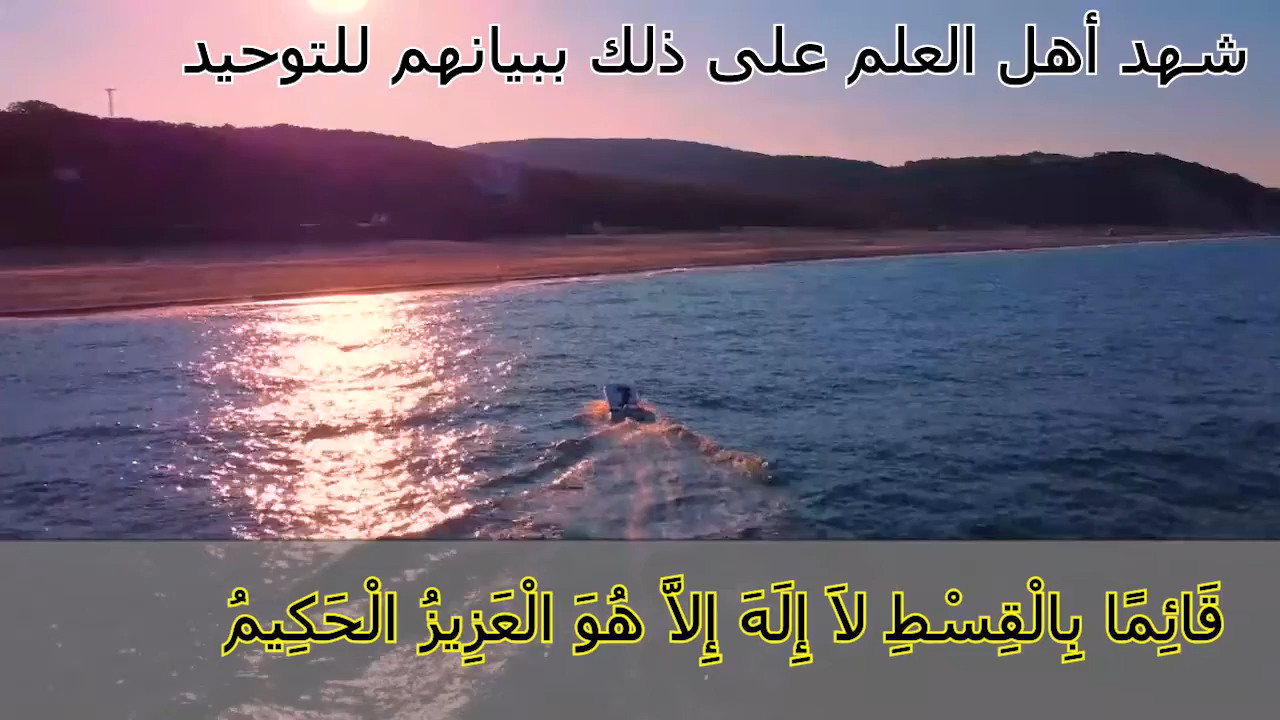 شهد أهل العلم على ذلك ببيانهم للتوحيد
قَائِمًا بِالْقِسْطِ لاَ إِلَهَ إِلاَّ هُوَ الْعَزِيزُ الْحَكِيمُ